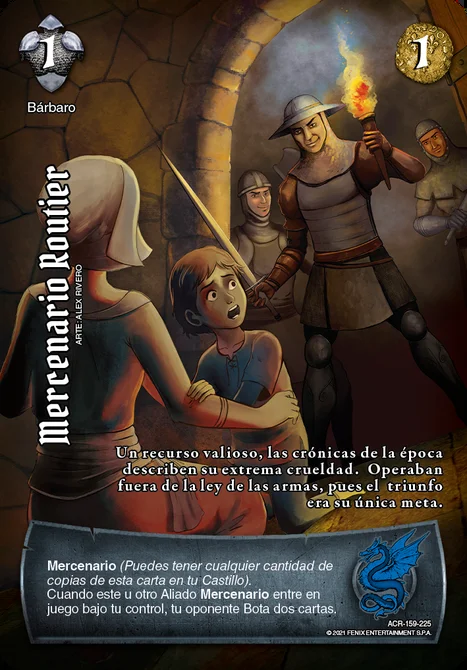 1
1
Bárbaro
Mercenario Routier
ARTE: ALEX RIVERO
Un recurso valioso, las crónicas de la época
describen su extrema crueldad. Operaban
fuera de la ley de las armas, pues el triunfo
era su única meta.
Mercenario (Puedes tener cualquier cantidad de
copias de esta carta en tu Castillo).
Cuando este u otro Aliado Mercenario entre en
juego bajo tu control, tu oponente Bota dos cartas.
ACR-159-225
© 2021 FENIX ENTERTAINMENT S.P.A.